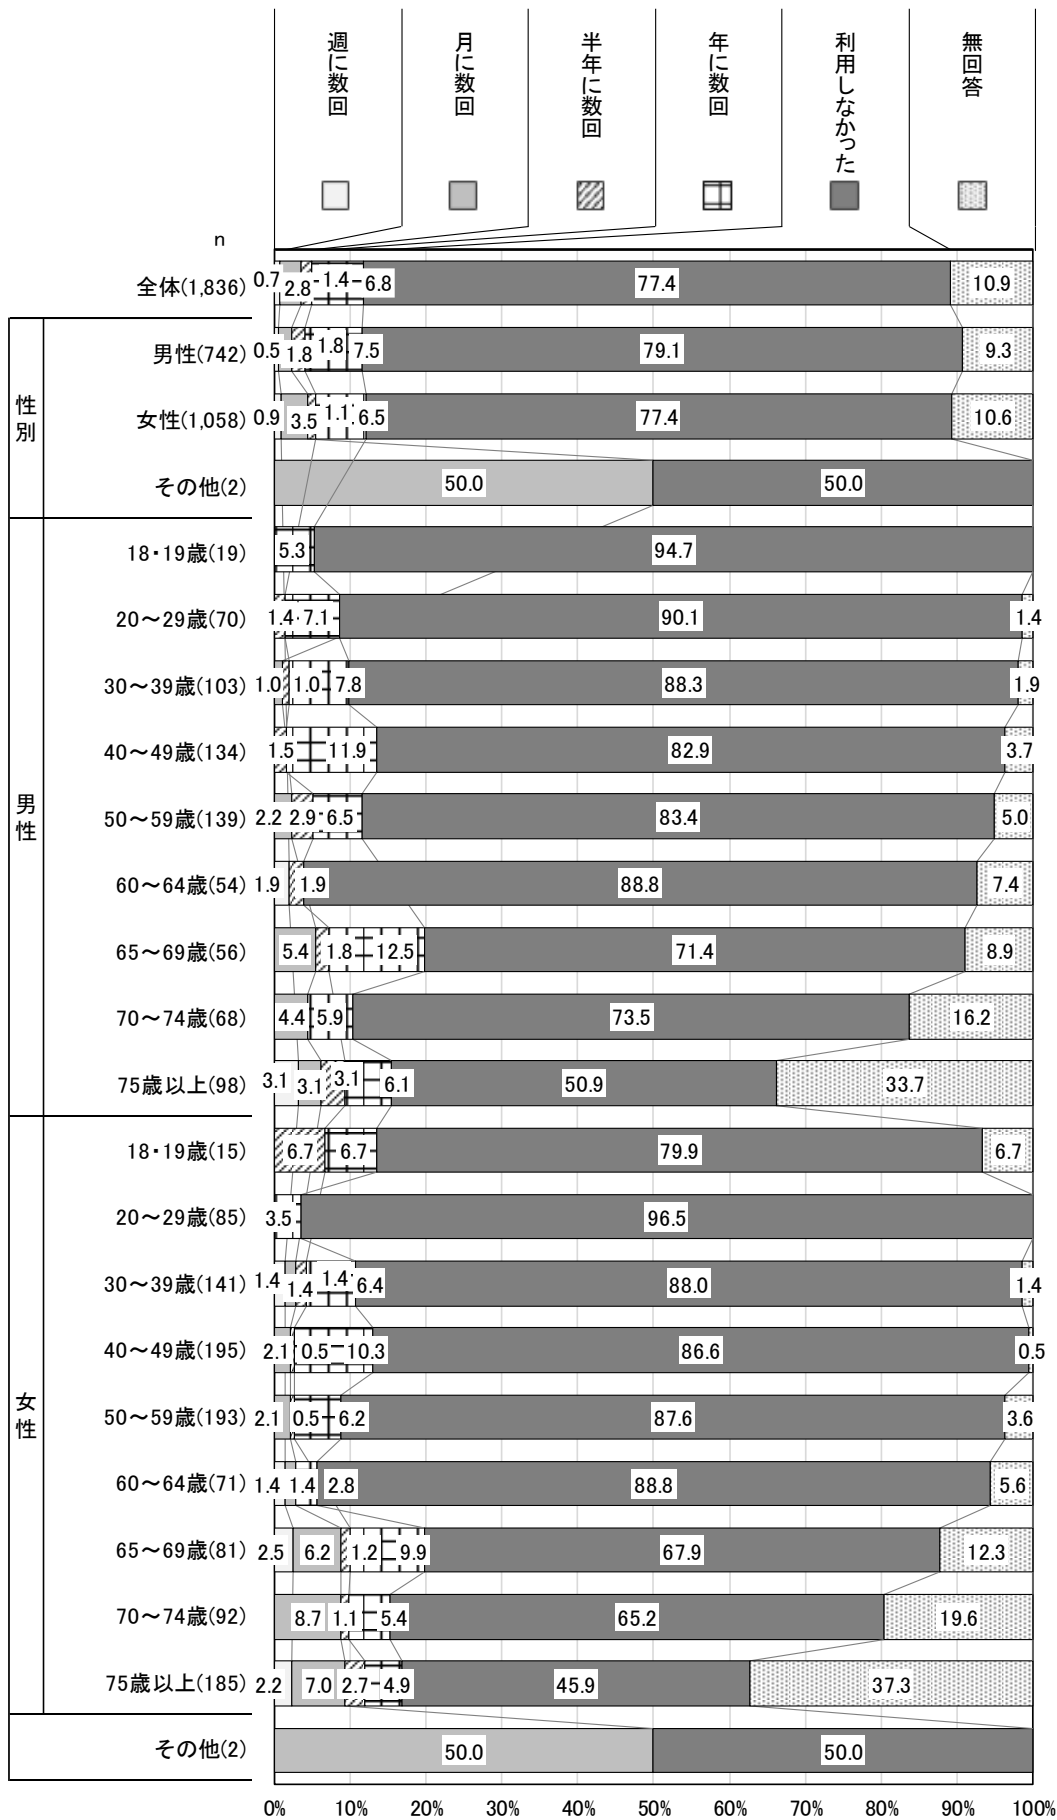 週に数回
月に数回
半年に数回
年に数回
利用しなかった
無回答
n
全体(1,836) 0.7 2.8 1.4 6.8 77.4 10.9
性別
男性(742) 0.5 1.8 1.8 7.5 79.1 9.3
女性(1,058) 0.9 3.5 1.1 6.5 77.4 10.6
その他(2) 50.0 50.0
男性
18・19歳(19) 5.3 94.7
20～29歳(70) 1.4 7.1 90.1 1.4
30～39歳(103) 1.0 1.0 7.8 88.3 1.9
40～49歳(134) 1.5 11.9 82.9 3.7
50～59歳(139) 2.2 2.9 6.5 83.4 5.0
60～64歳(54) 1.9 1.9 88.8 7.4
65～69歳(56) 5.4 1.8 12.5 71.4 8.9
70～74歳(68) 4.4 5.9 73.5 16.2
75歳以上(98) 3.1 3.1 3.1 6.1 50.9 33.7
女性
18・19歳(15) 6.7 6.7 79.9 6.7
20～29歳(85) 3.5 96.5
30～39歳(141) 1.4 1.4 1.4 6.4 88.0 1.4
40～49歳(195) 2.1 0.5 10.3 86.6 0.5
50～59歳(193) 2.1 0.5 6.2 87.6 3.6
60～64歳(71) 1.4 1.4 2.8 88.8 5.6
65～69歳(81) 2.5 6.2 1.2 9.9 67.9 12.3
70～74歳(92) 8.7 1.1 5.4 65.2 19.6
75歳以上(185) 2.2 7.0 2.7 4.9 45.9 37.3
その他(2) 50.0 50.0
0% 10% 20% 30% 40% 50% 60% 70% 80% 90% 100%